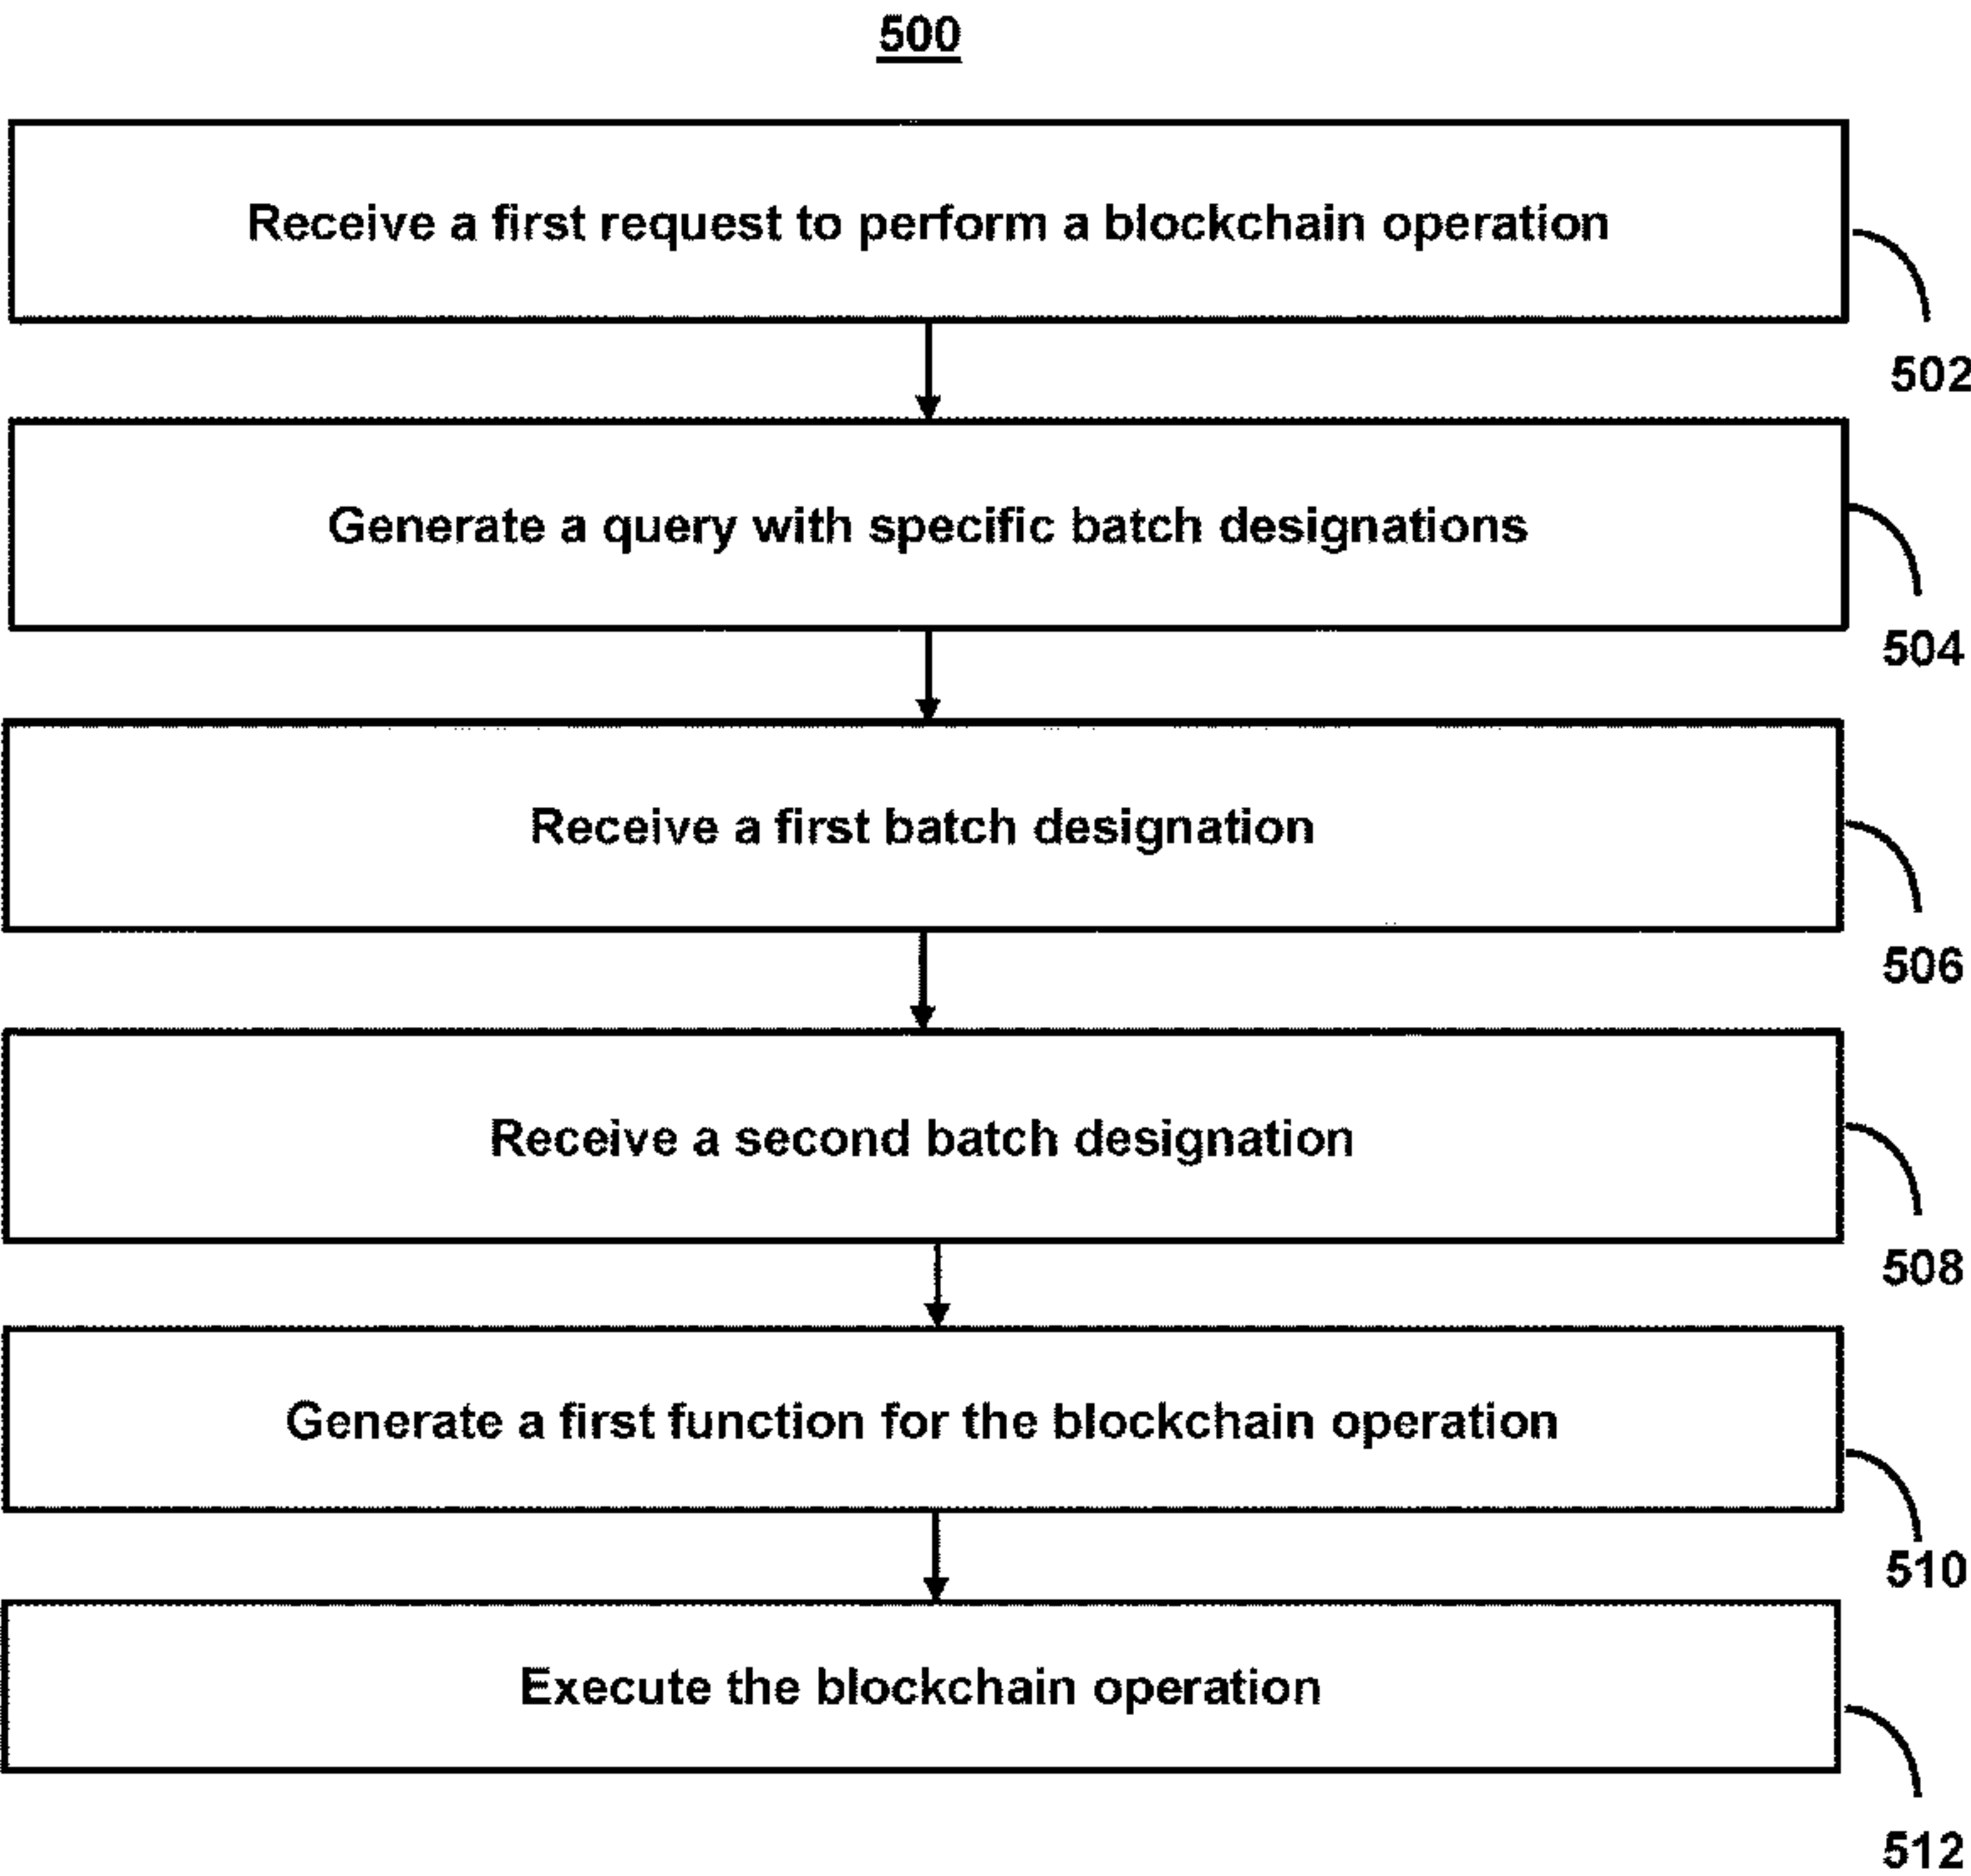 500
Receive a first request to perform a blockchain operation
502
Generate a query with specific batch designations
504
Receive a first batch designation
506
Receive a second batch designation
508
Generate a first function for the blockchain operation
510
Execute the blockchain operation
512